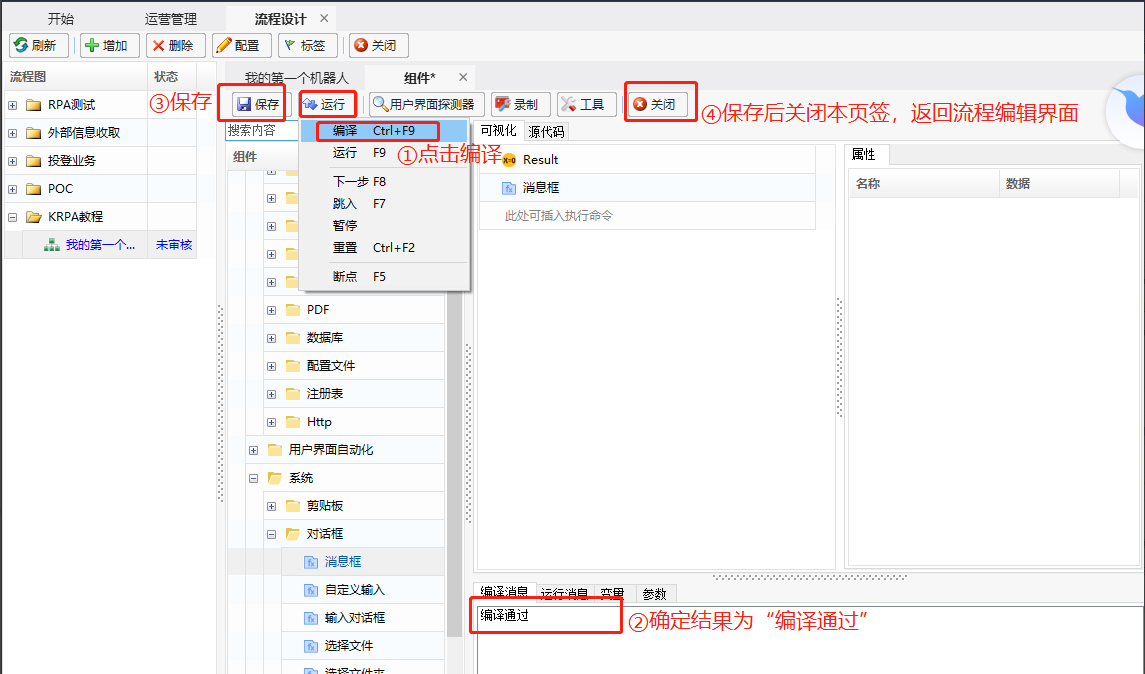 开始 运营管理 流程设计
刷新 增加 删除 配置 标签 关闭
流程图 状态
RPA测试
外部信息收取
投登业务
POC
KRPA教程
我的第一个... 未审核
我的第一个机器人 组件*
③保存
保存 运行 用户界面探测器 录制 工具 关闭
④保存后关闭本页签，返回流程编辑界面
搜索内容
组件
编译 Ctrl+F9
运行 F9
①点击编译
下一步 F8
跳入 F7
暂停
重置 Ctrl+F2
断点 F5
PDF
数据库
配置文件
注册表
Http
用户界面自动化
系统
剪贴板
对话框
消息框
自定义输入
输入对话框
选择文件
选择文件夹
可视化 源代码
Result
消息框
此处可插入执行命令
属性
名称 数据
编译消息 运行消息 变量 参数
编译通过
②确定结果为“编译通过”